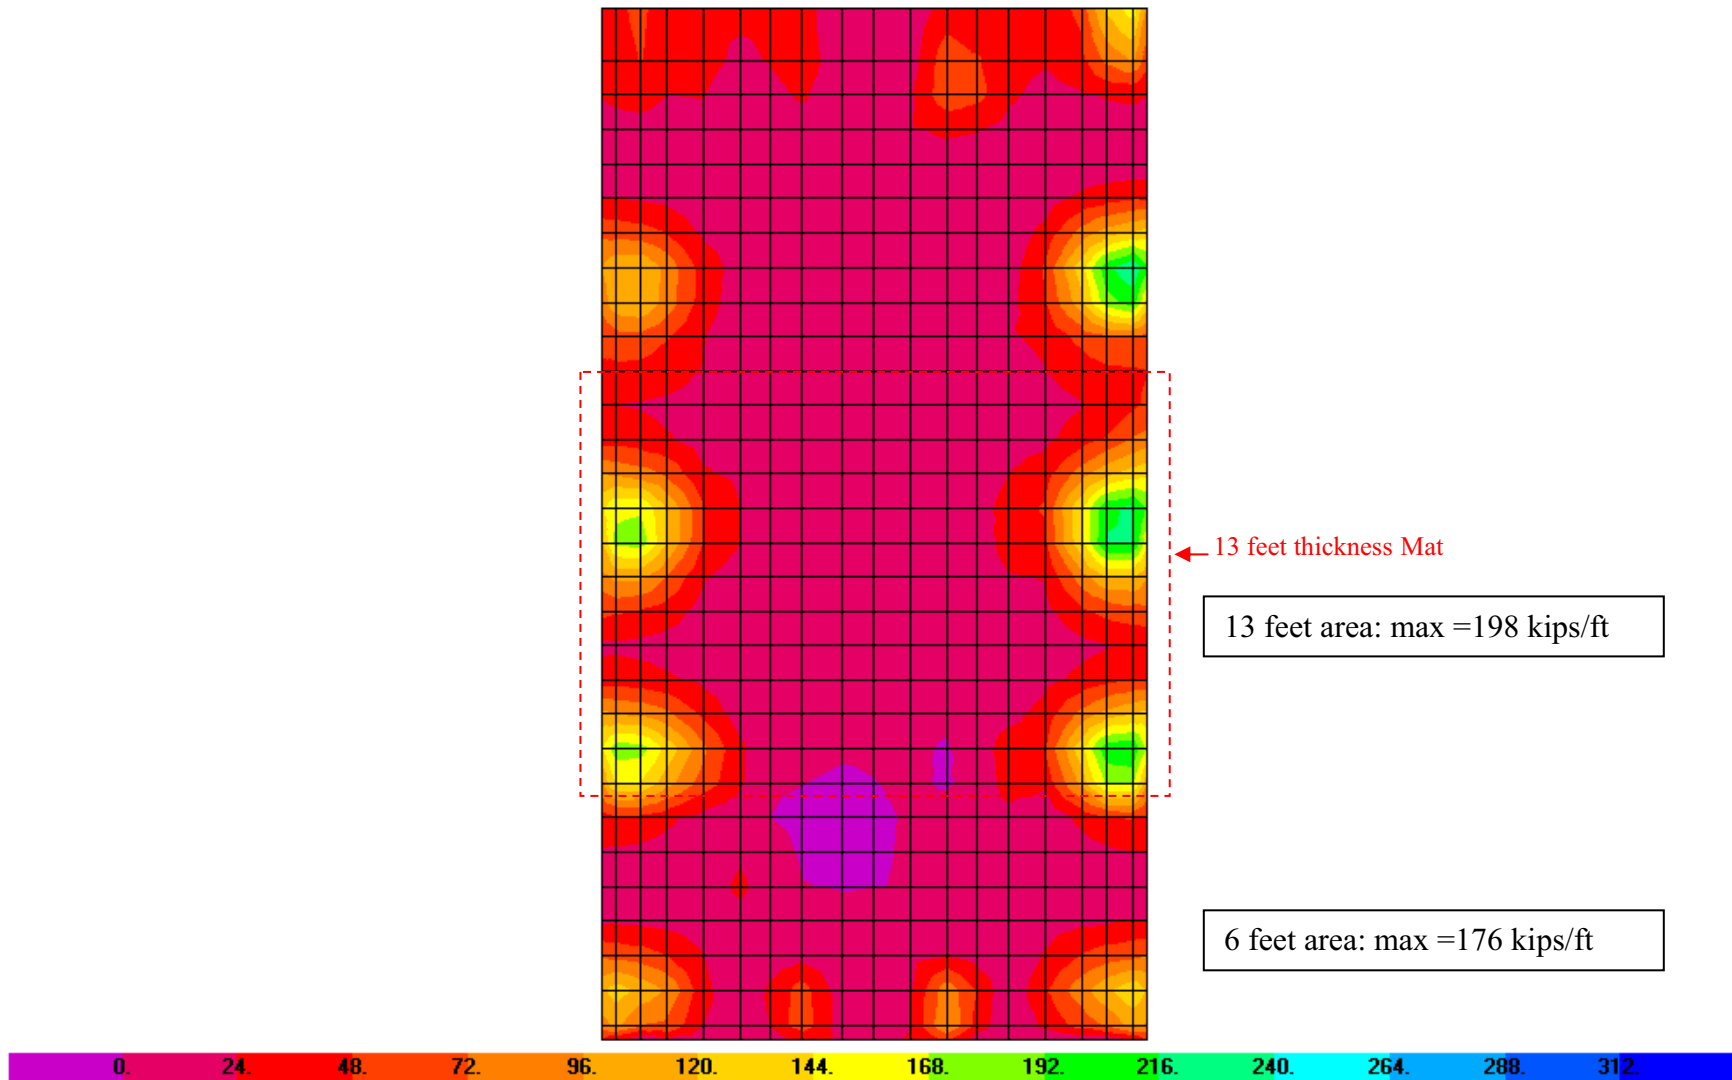 13 feet thickness Mat
13 feet area: max =198 kips/ft
6 feet area: max =176 kips/ft
0. 24. 48. 72. 96. 120. 144. 168. 192. 216. 240. 264. 288. 312.